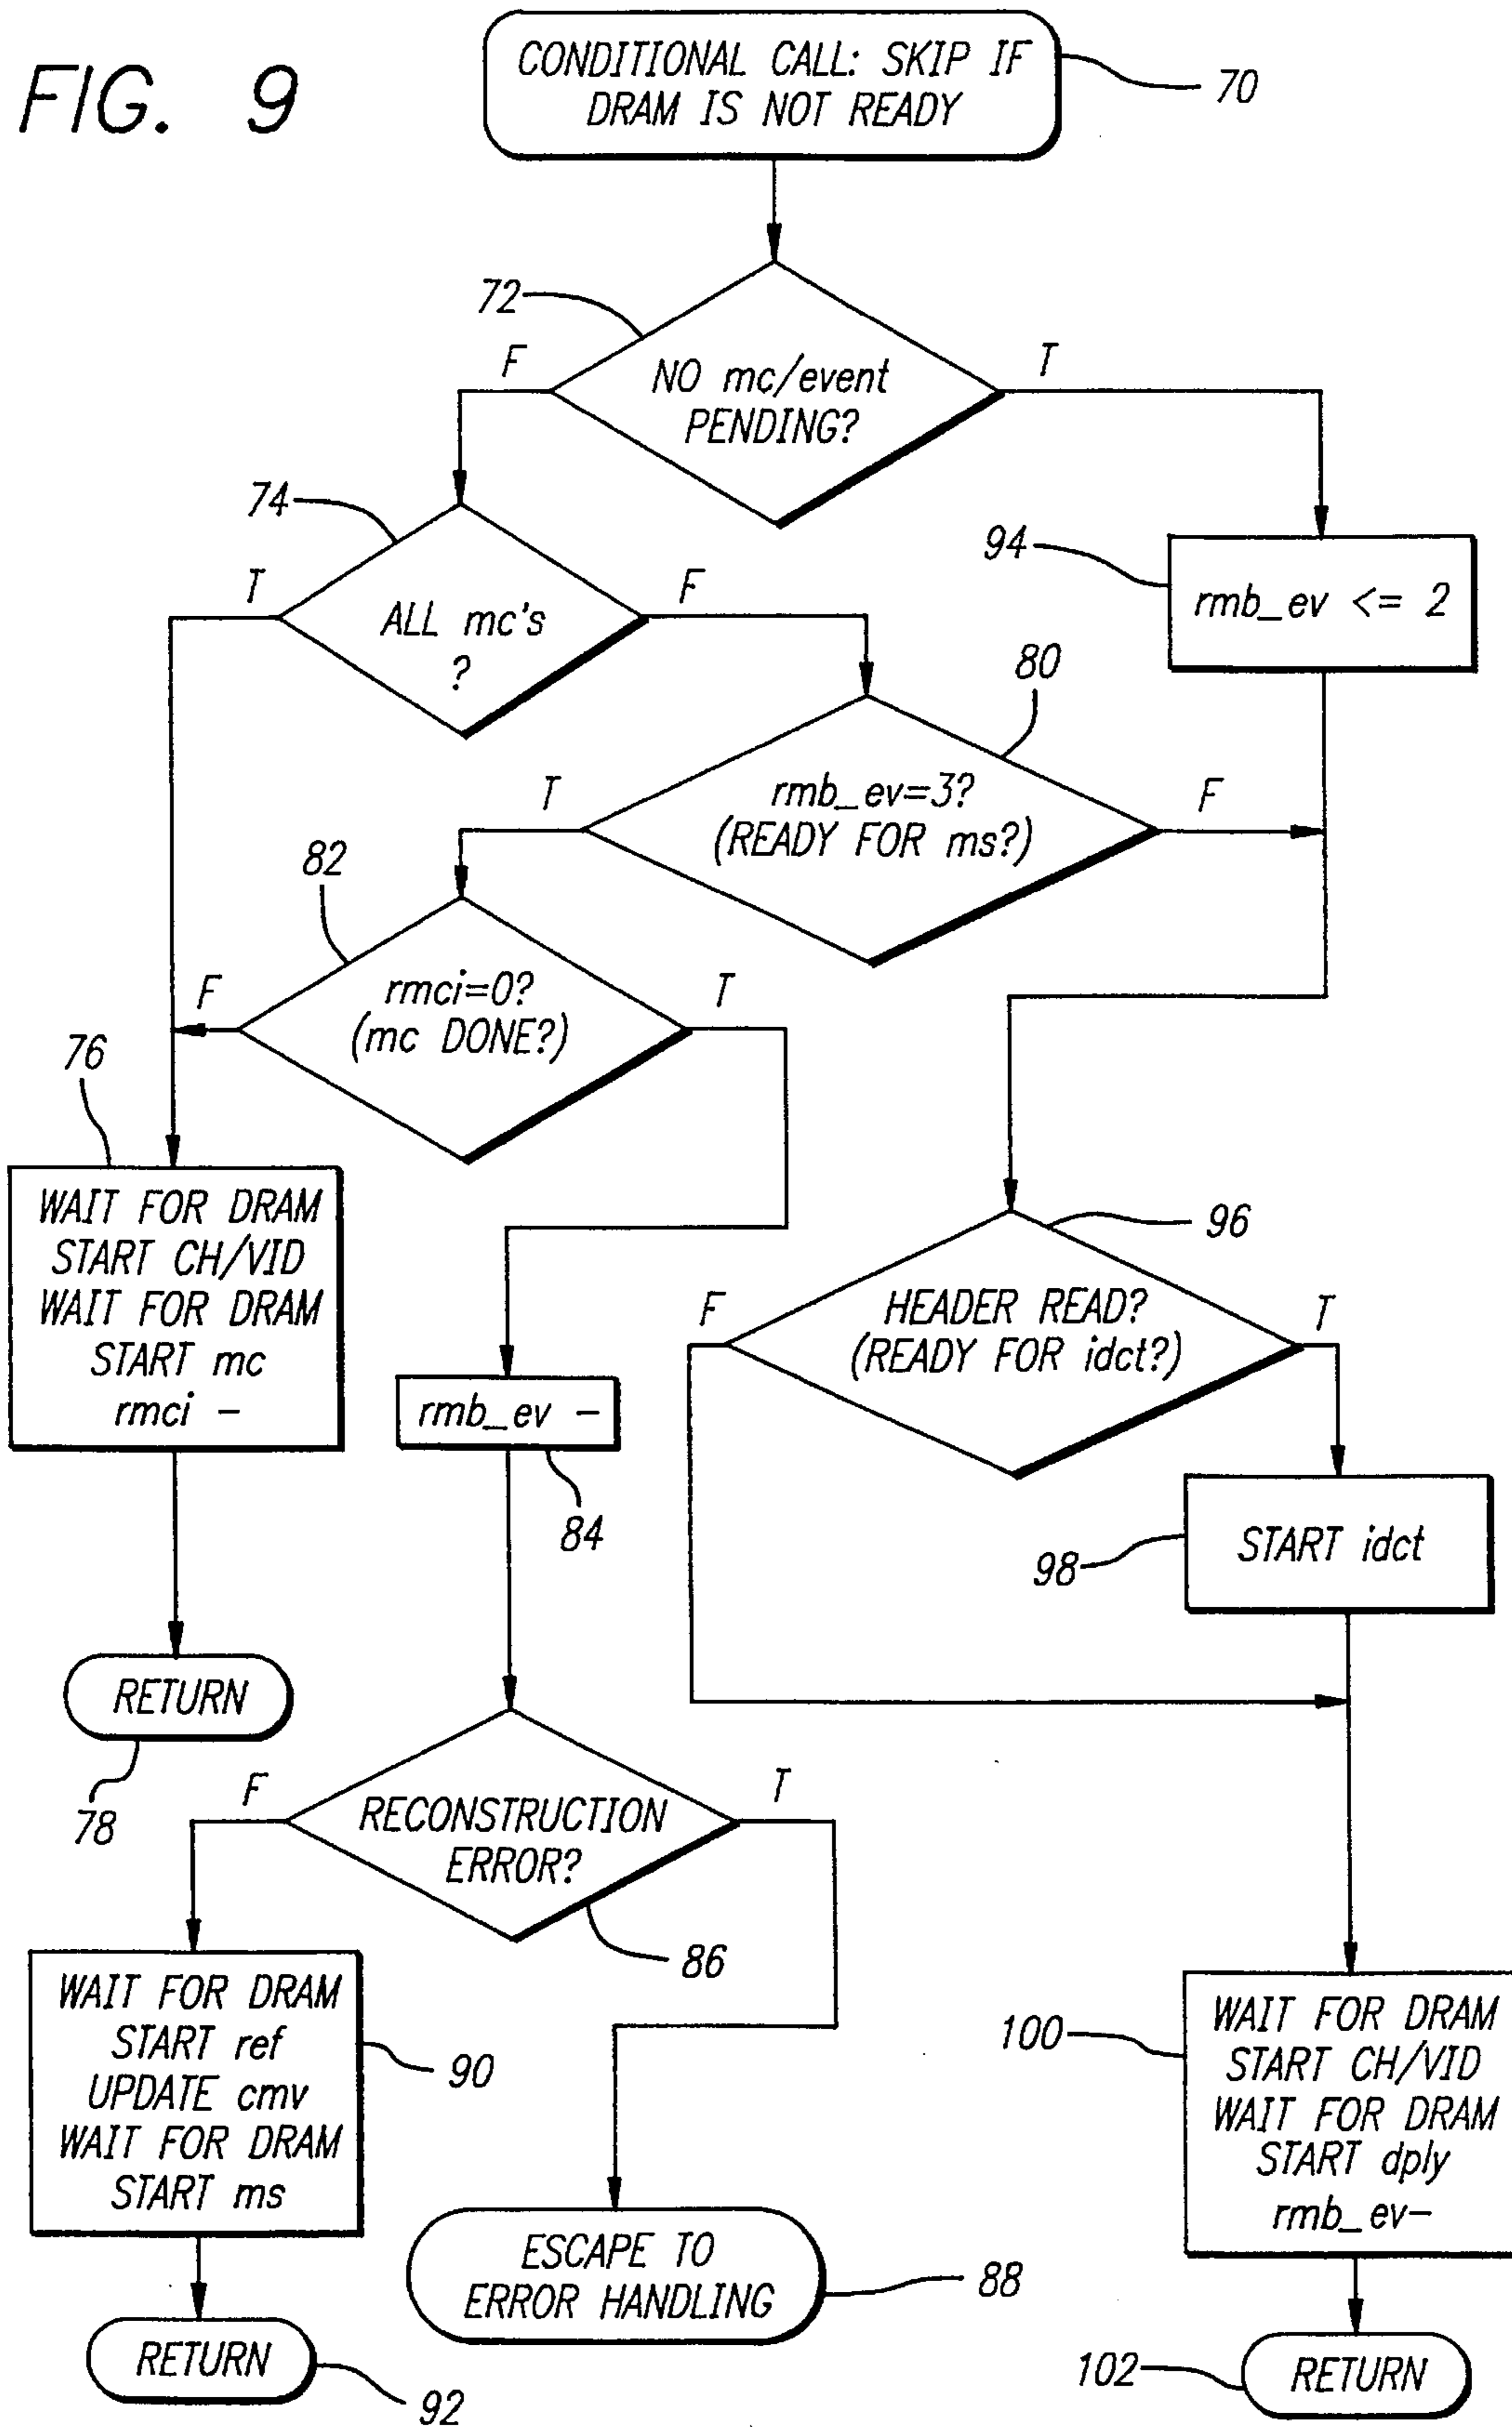 FIG. 9
CONDITIONAL CALL: SKIP IF
DRAM IS NOT READY
70
72
F
NO mc/event
PENDING?
T
74
T
ALL mc's
?
F
94
rmb_ev <= 2
80
T
rmb_ev=3?
(READY FOR ms?)
F
82
F
rmci=0?
(mc DONE?)
T
76
WAIT FOR DRAM
START CH/VID
WAIT FOR DRAM
START mc
rmci -
96
F
HEADER READ?
(READY FOR idct?)
T
rmb_ev -
84
98
START idct
RETURN
78
F
RECONSTRUCTION
ERROR?
T
86
WAIT FOR DRAM
START ref
UPDATE cmv
WAIT FOR DRAM
START ms
90
100
WAIT FOR DRAM
START CH/VID
WAIT FOR DRAM
START dply
rmb_ev-
ESCAPE TO
ERROR HANDLING
88
RETURN
92
102
RETURN